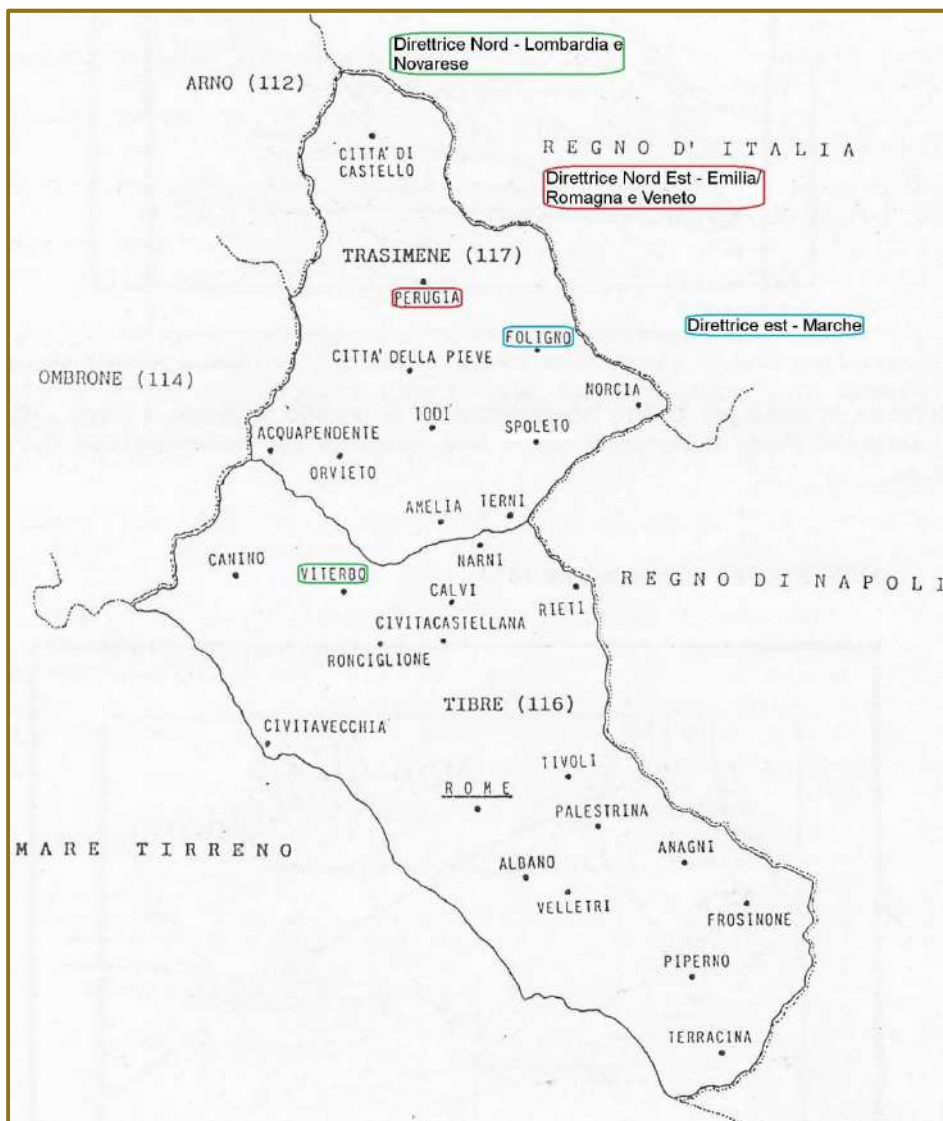 Direttrice Nord - Lombardia e
Novarese
ARNO (112)
CITTA' DI
CASTELLO
REGNO D' ITALIA
Direttrice Nord Est - Emilia/
Romagna e Veneto
TRASIMENE (117)
PERUGIA
FOLIGNO
Direttrice est - Marche
CITTA' DELLA PIEVE
OMBRONE (114)
NORCIA
TODI
ACQUAPENDENTE
SPOLETO
ORVIETO
AMELIA
TERNI
NARNI
CANINO
VITERBO
REGNO DI NAPOLI
CALVI
RIETI
CIVITACASTELLANA
RONCIGLIONE
TIBRE (116)
CIVITAVECCHIA
TIVOLI
ROME
PALESTRINA
MARE TIRRENO
ANAGNI
ALBANO
VELLETRI
FROSINONE
PIPERNO
TERRACINA